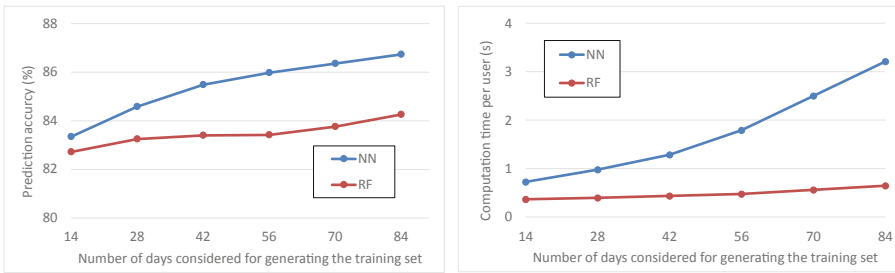 88
86
84
82
80
Prediction accurcy (%)
NN
RF
14 28 42 56 70 84
Number of days considered for generating the training set
4
3
2
1
0
Computation time per user (s)
NN
RF
14 28 42 56 70 84
Number of days considered for generating the training set